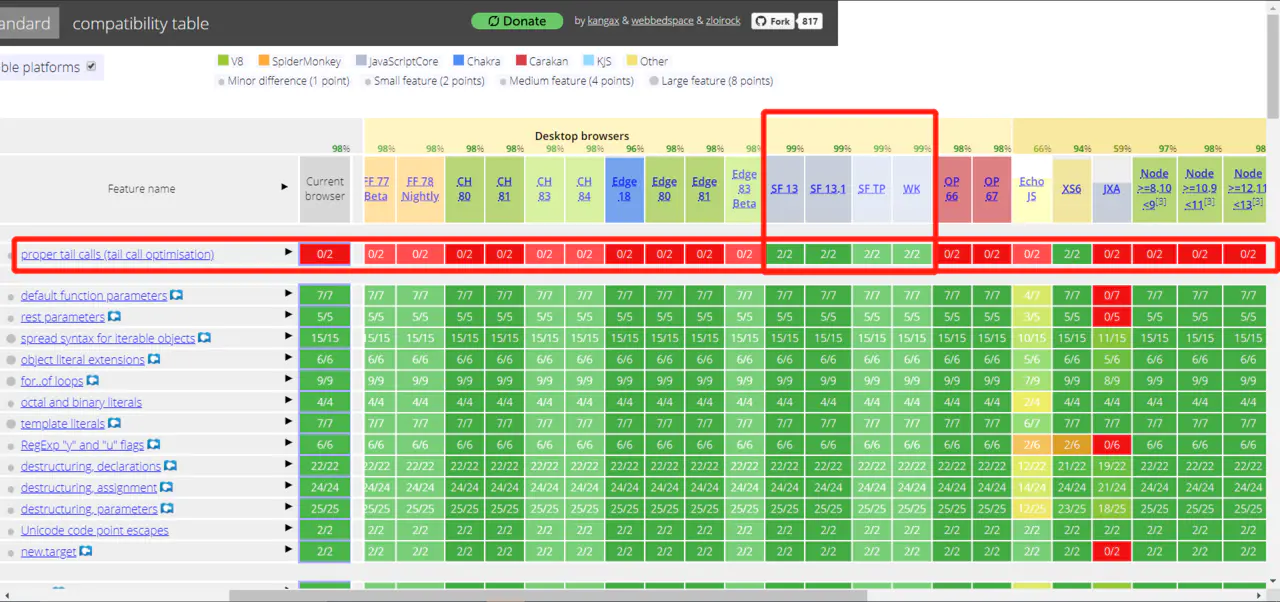 andard compatibility table Donate by kangax & webbedspace & zloirock Fork 817
ble platforms V8 SpiderMonkey JavaScriptCore Chakra Carakan KJS Other
Minor difference (1 point) Small feature (2 points) Medium feature (4 points) Large feature (8 points)
Desktop browsers
98% 98% 98% 98% 98% 98% 98% 96% 98% 98% 98% 99% 99% 99% 99% 98% 98% 66% 94% 59% 97% 98% 98
Feature name Current browser FF 77 Beta FF 78 Nightly CH 80 CH 81 CH 83 CH 84 Edge 18 Edge 80 Edge 81 Edge 83 Beta SF 13 SF 13.1 SF TP WK OP 66 OP 67 Echo JS XS6 JXA Node >=8.10 <9[3] Node >=10.9 <11[3] Node >=12.11 <13[3]
proper tail calls (tail call optimisation) 0/2 0/2 0/2 0/2 0/2 0/2 0/2 0/2 0/2 0/2 0/2 2/2 2/2 2/2 2/2 0/2 0/2 0/2 2/2 0/2 0/2 0/2 0/2
default function parameters 7/7 7/7 7/7 7/7 7/7 7/7 7/7 7/7 7/7 7/7 7/7 7/7 7/7 7/7 7/7 7/7 7/7 4/7 7/7 0/7 7/7 7/7 7/7
rest parameters 5/5 5/5 5/5 5/5 5/5 5/5 5/5 5/5 5/5 5/5 5/5 5/5 5/5 5/5 5/5 5/5 5/5 3/5 5/5 0/5 5/5 5/5 5/5
spread syntax for iterable objects 15/15 15/15 15/15 15/15 15/15 15/15 15/15 15/15 15/15 15/15 15/15 15/15 15/15 15/15 15/15 15/15 15/15 10/15 15/15 11/15 15/15 15/15 15/15
object literal extensions 6/6 6/6 6/6 6/6 6/6 6/6 6/6 6/6 6/6 6/6 6/6 6/6 6/6 6/6 6/6 6/6 6/6 5/6 6/6 5/6 6/6 6/6 6/6
for..of loops 9/9 9/9 9/9 9/9 9/9 9/9 9/9 9/9 9/9 9/9 9/9 9/9 9/9 9/9 9/9 9/9 9/9 7/9 9/9 8/9 9/9 9/9 9/9
octal and binary literals 4/4 4/4 4/4 4/4 4/4 4/4 4/4 4/4 4/4 4/4 4/4 4/4 4/4 4/4 4/4 4/4 4/4 2/4 4/4 4/4 4/4 4/4 4/4
template literals 7/7 7/7 7/7 7/7 7/7 7/7 7/7 7/7 7/7 7/7 7/7 7/7 7/7 7/7 7/7 7/7 7/7 6/7 7/7 7/7 7/7 7/7 7/7
RegExp "y" and "u" flags 6/6 6/6 6/6 6/6 6/6 6/6 6/6 6/6 6/6 6/6 6/6 6/6 6/6 6/6 6/6 6/6 6/6 2/6 2/6 0/6 6/6 6/6 6/6
destructuring, declarations 22/22 22/22 22/22 22/22 22/22 22/22 22/22 22/22 22/22 22/22 22/22 22/22 22/22 22/22 22/22 22/22 22/22 12/22 21/22 19/22 22/22 22/22 22/22
destructuring, assignment 24/24 24/24 24/24 24/24 24/24 24/24 24/24 24/24 24/24 24/24 24/24 24/24 24/24 24/24 24/24 24/24 24/24 14/24 24/24 21/24 24/24 24/24 24/24
destructuring, parameters 25/25 25/25 25/25 25/25 25/25 25/25 25/25 25/25 25/25 25/25 25/25 25/25 25/25 25/25 25/25 25/25 25/25 12/25 23/25 18/25 25/25 25/25 25/25
Unicode code point escapes 2/2 2/2 2/2 2/2 2/2 2/2 2/2 2/2 2/2 2/2 2/2 2/2 2/2 2/2 2/2 2/2 2/2 2/2 2/2 2/2 2/2 2/2 2/2
new.target 2/2 2/2 2/2 2/2 2/2 2/2 2/2 2/2 2/2 2/2 2/2 2/2 2/2 2/2 2/2 2/2 2/2 2/2 2/2 0/2 2/2 2/2 2/2